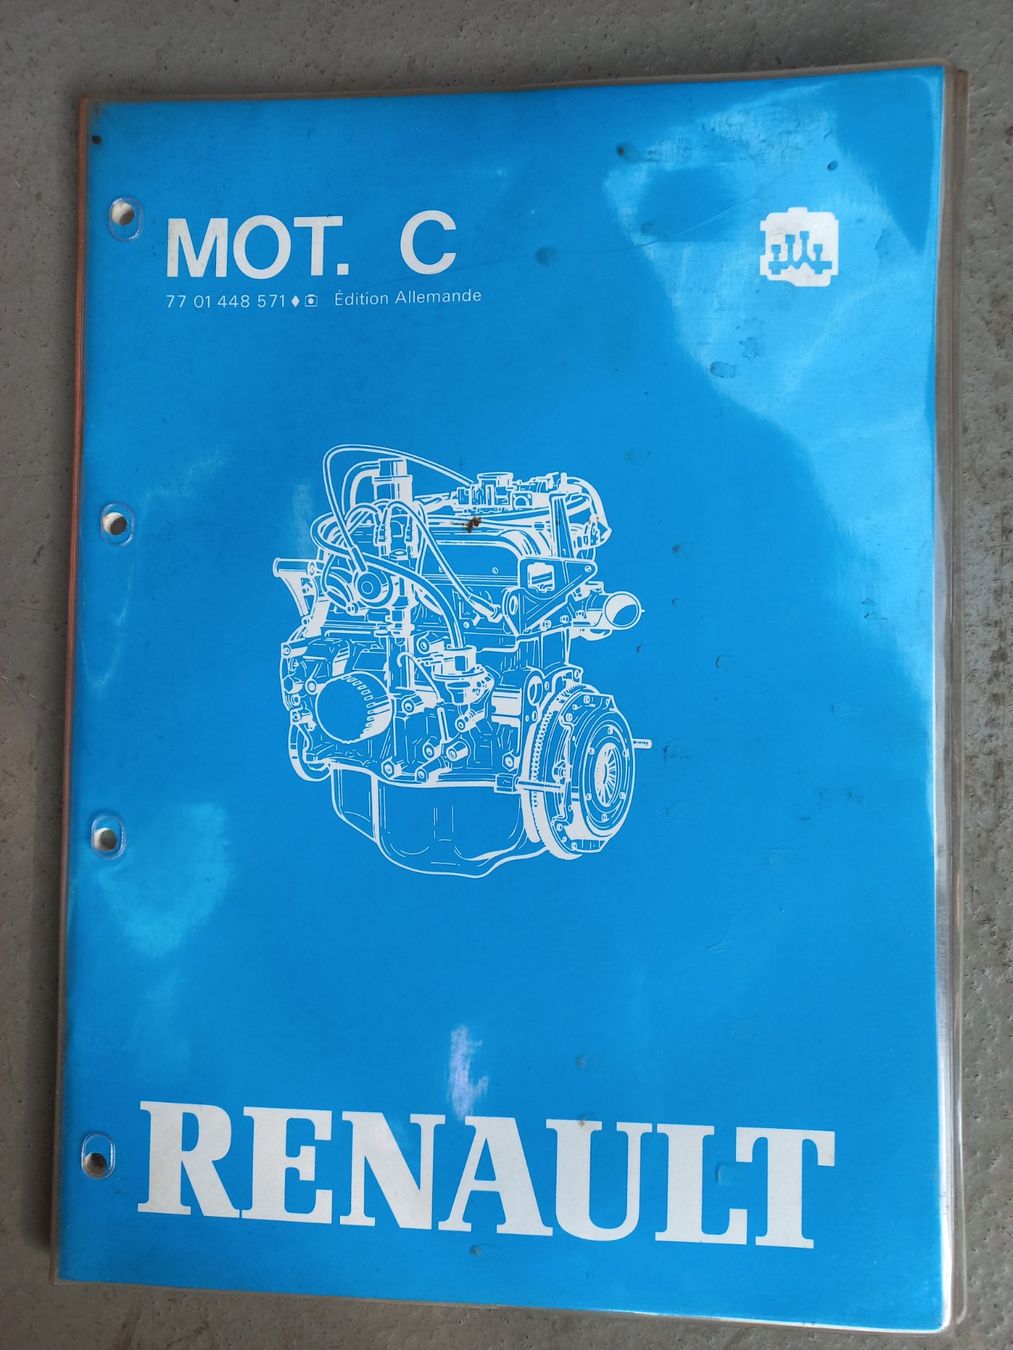 MOT. C
77 01 448 571 Édition Allemande
RENAULT